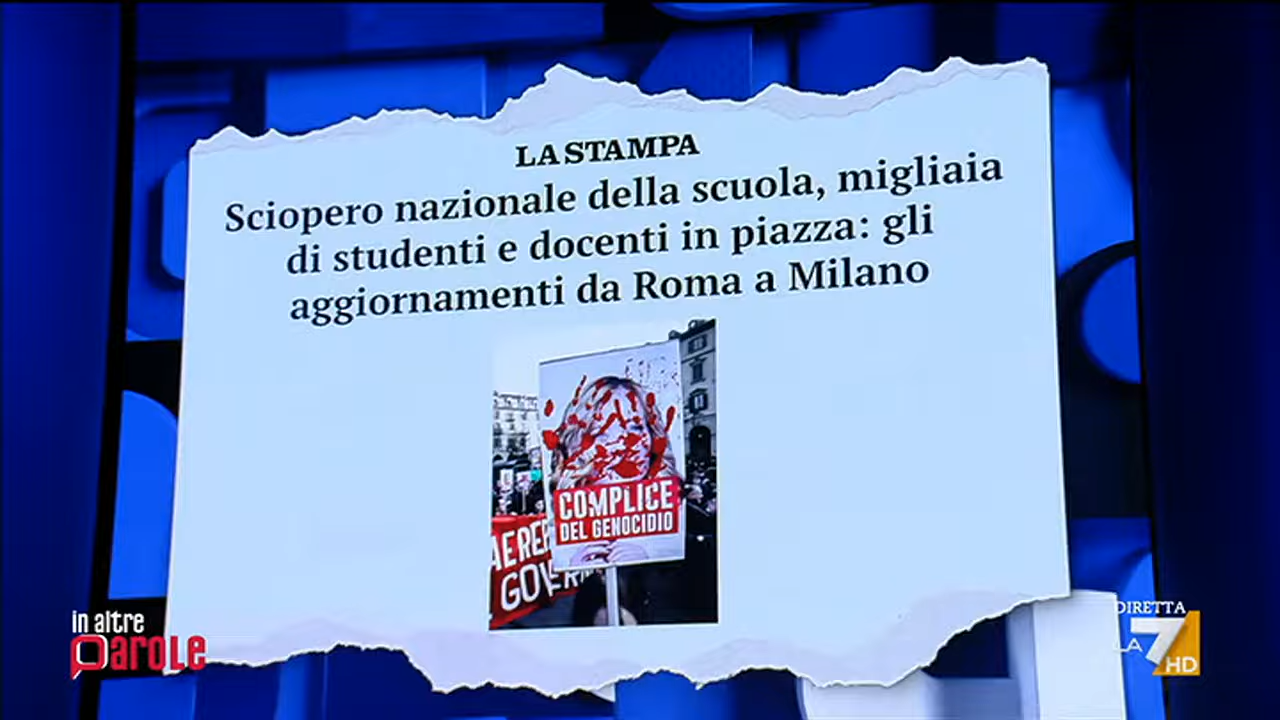 LA STAMPA
Sciopero nazionale della scuola, migliaia
di studenti e docenti in piazza: gli
aggiornamenti da Roma a Milano
COMPLICE
DEL GENOCIDIO
in altre
parole
DIRETTA
LA 7
HD